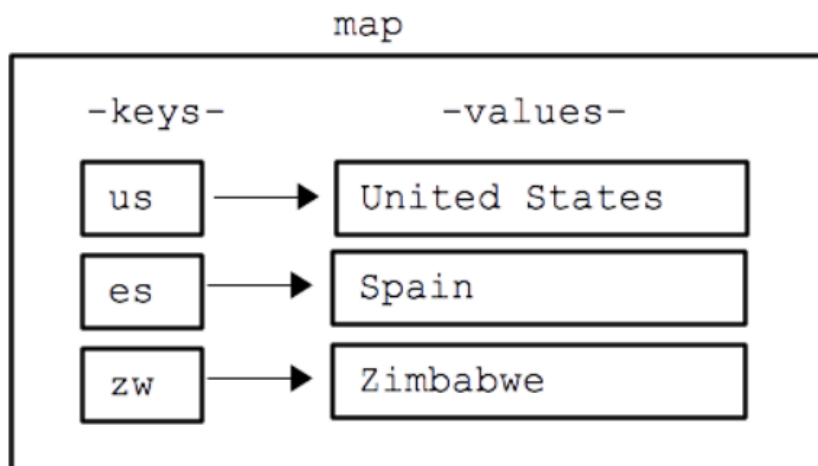 map
-keys- -values-
us United States
es Spain
zw Zimbabwe